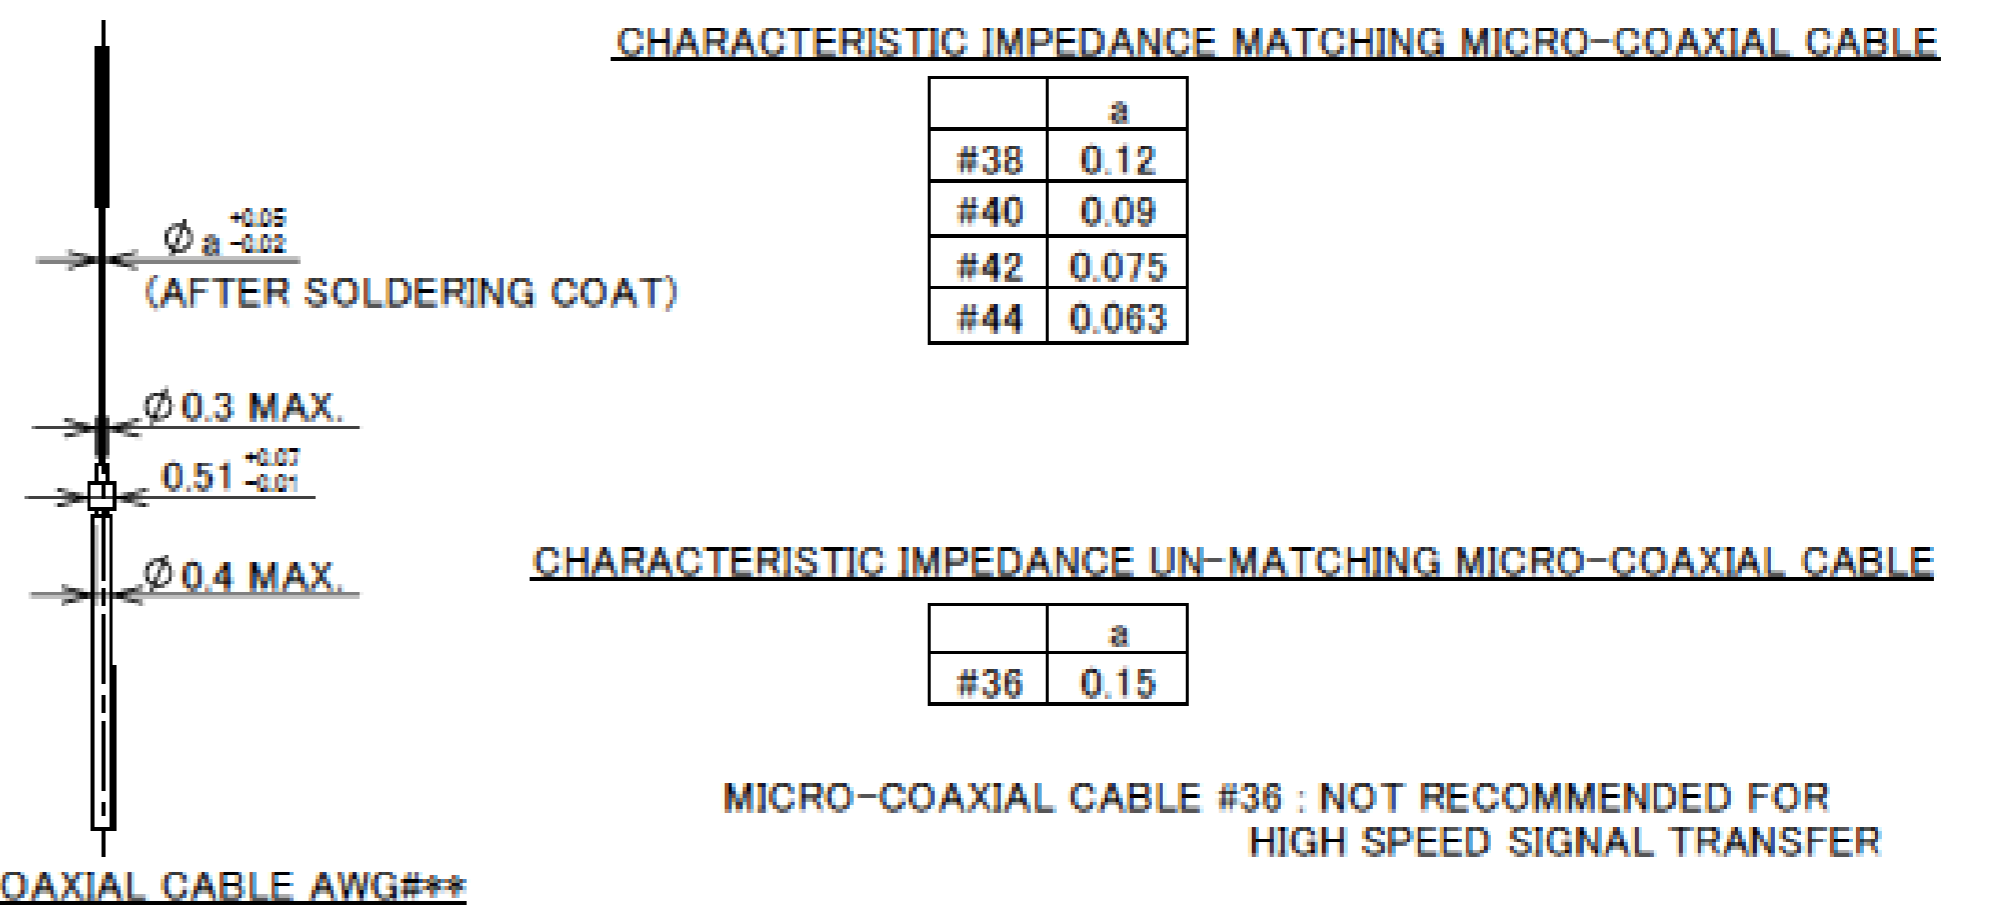 CHARACTERISTIC IMPEDANCE MATCHING MICRO-COAXIAL CABLE
a
#38 0.12
#40 0.09
#42 0.075
#44 0.063
Øa +0.05 -0.02
(AFTER SOLDERING COAT)
Ø0.3 MAX.
0.51 +0.07 -0.01
Ø0.4 MAX.
CHARACTERISTIC IMPEDANCE UN-MATCHING MICRO-COAXIAL CABLE
a
#36 0.15
MICRO-COAXIAL CABLE #36 : NOT RECOMMENDED FOR
HIGH SPEED SIGNAL TRANSFER
OAXIAL CABLE AWG#**